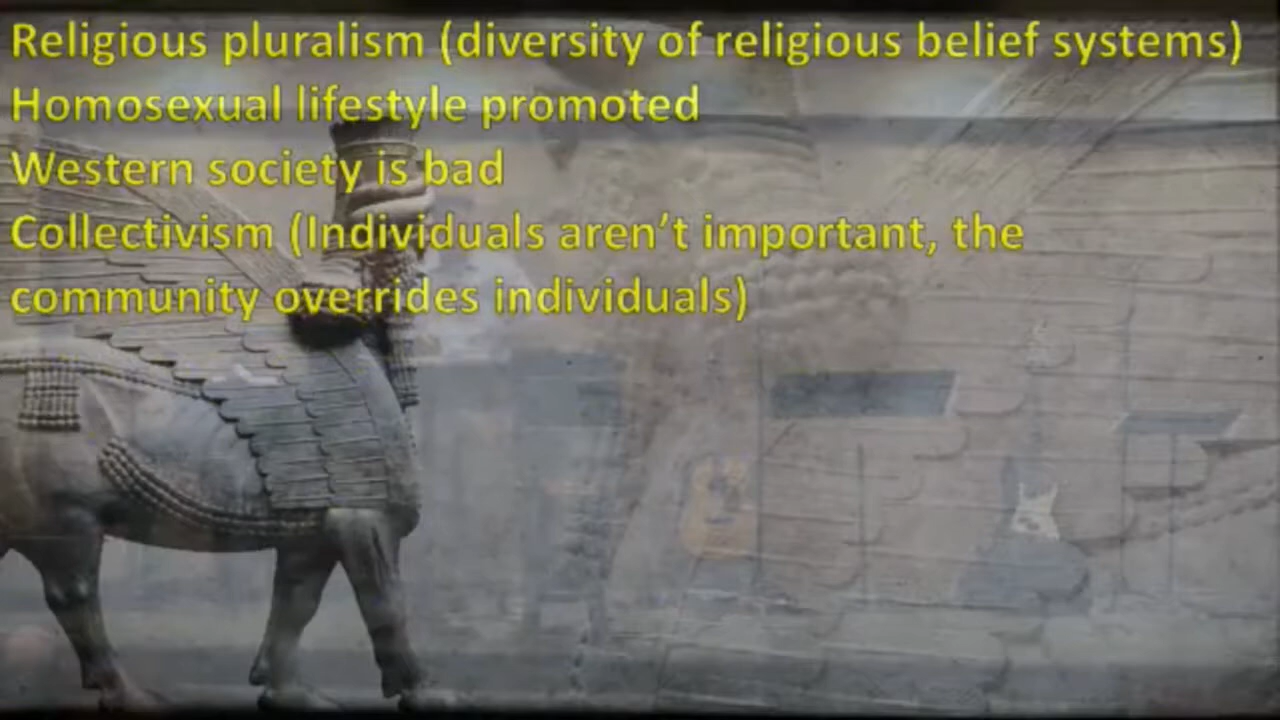 Religious pluralism (diversity of religious belief systems)
Homosexual lifestyle promoted
Western society is bad
Collectivism (Individuals aren’t important, the
community overrides individuals)